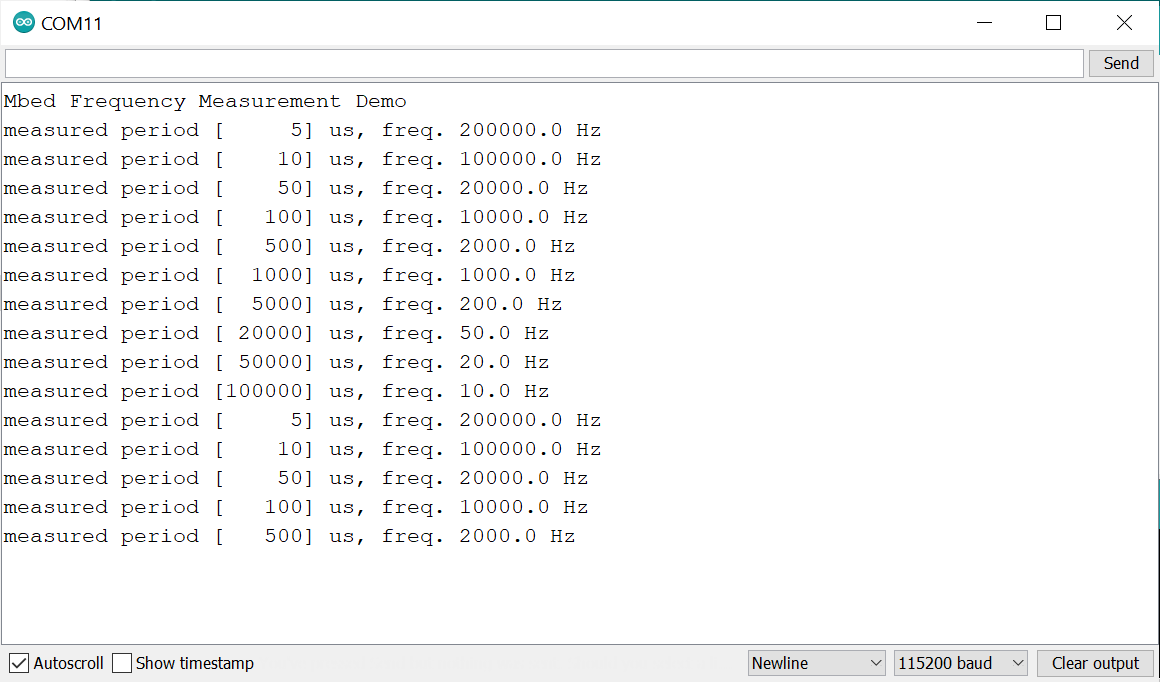 COM11
Send
Mbed Frequency Measurement Demo
measured period [     5] us, freq. 200000.0 Hz
measured period [    10] us, freq. 100000.0 Hz
measured period [    50] us, freq. 20000.0 Hz
measured period [   100] us, freq. 10000.0 Hz
measured period [   500] us, freq. 2000.0 Hz
measured period [  1000] us, freq. 1000.0 Hz
measured period [  5000] us, freq. 200.0 Hz
measured period [ 20000] us, freq. 50.0 Hz
measured period [ 50000] us, freq. 20.0 Hz
measured period [100000] us, freq. 10.0 Hz
measured period [     5] us, freq. 200000.0 Hz
measured period [    10] us, freq. 100000.0 Hz
measured period [    50] us, freq. 20000.0 Hz
measured period [   100] us, freq. 10000.0 Hz
measured period [   500] us, freq. 2000.0 Hz
Autoscroll Show timestamp Newline 115200 baud Clear output